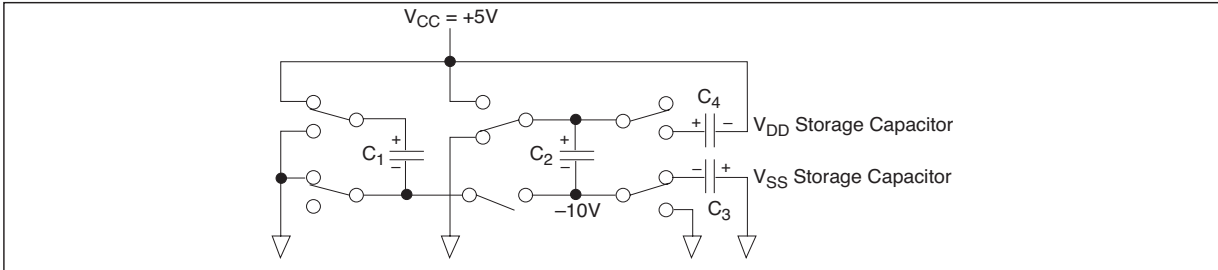 V_CC = +5V
C_4
+ –
V_DD Storage Capacitor
+
C_1
–
+
C_2
–
– +
V_SS Storage Capacitor
–10V
C_3